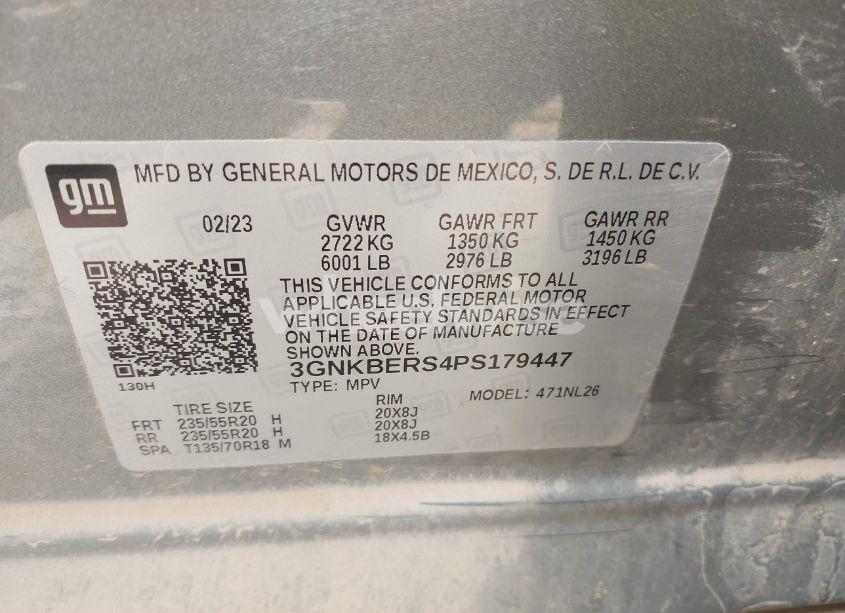 gm
MFD BY GENERAL MOTORS DE MEXICO, S. DE R.L. DE C.V.
02/23 GVWR GAWR FRT GAWR RR
2722 KG 1350 KG 1450 KG
6001 LB 2976 LB 3196 LB
THIS VEHICLE CONFORMS TO ALL
APPLICABLE U.S. FEDERAL MOTOR
VEHICLE SAFETY STANDARDS IN EFFECT
ON THE DATE OF MANUFACTURE
SHOWN ABOVE.
3GNKBERS4PS179447
130H
TYPE: MPV MODEL: 471NL26
TIRE SIZE RIM
FRT 235/55R20 H 20X8J
RR 235/55R20 H 20X8J
SPA T135/70R18 M 18X4.5B